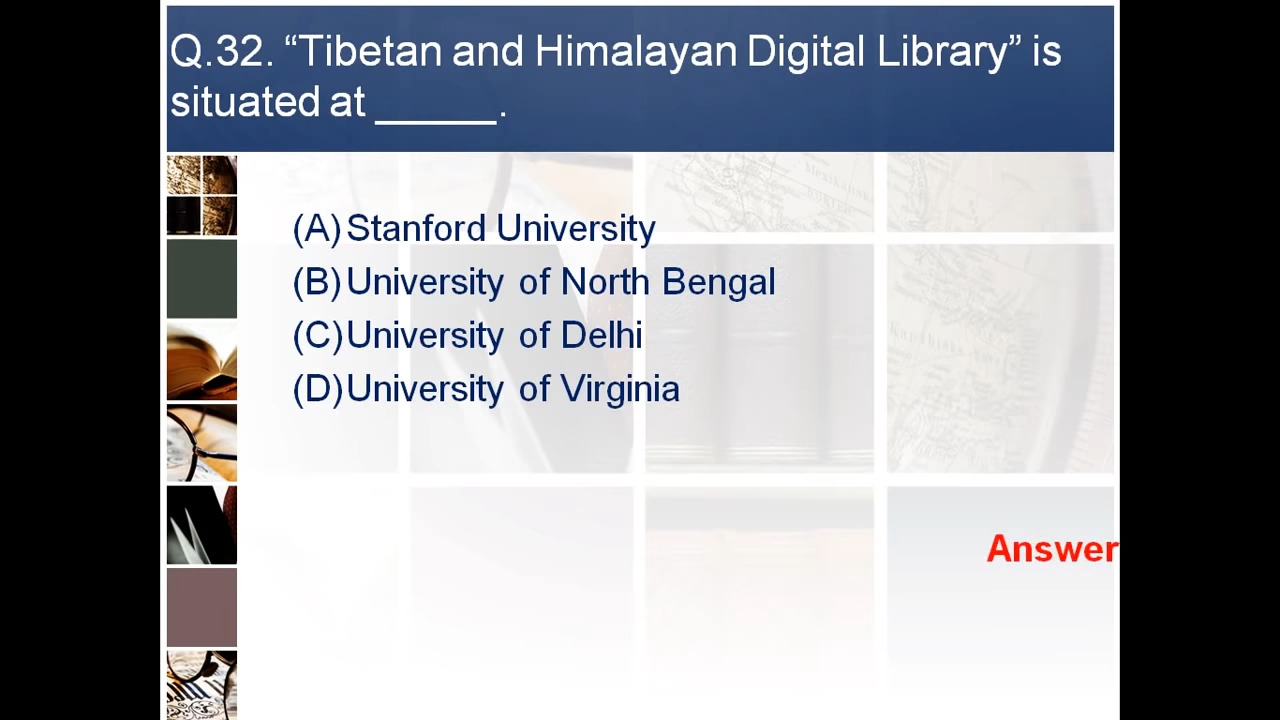 Q.32. “Tibetan and Himalayan Digital Library” is
situated at ______.
(A) Stanford University
(B) University of North Bengal
(C) University of Delhi
(D) University of Virginia
Answer